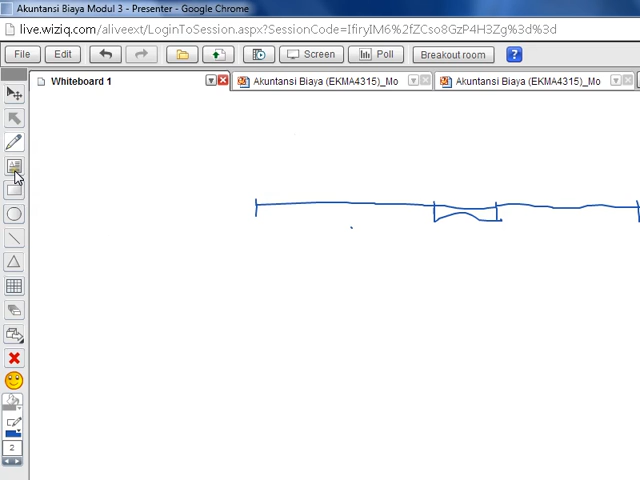 Akuntansi Biaya Modul 3 - Presenter - Google Chrome
live.wiziq.com/aliveext/LoginToSession.aspx?SessionCode=IfiryIM6%2fZCso8GzP4H3Zg%3d%3d
File Edit Screen Poll Breakout room ?
Whiteboard 1 Akuntansi Biaya (EKMA4315)_Mo Akuntansi Biaya (EKMA4315)_Mo
2